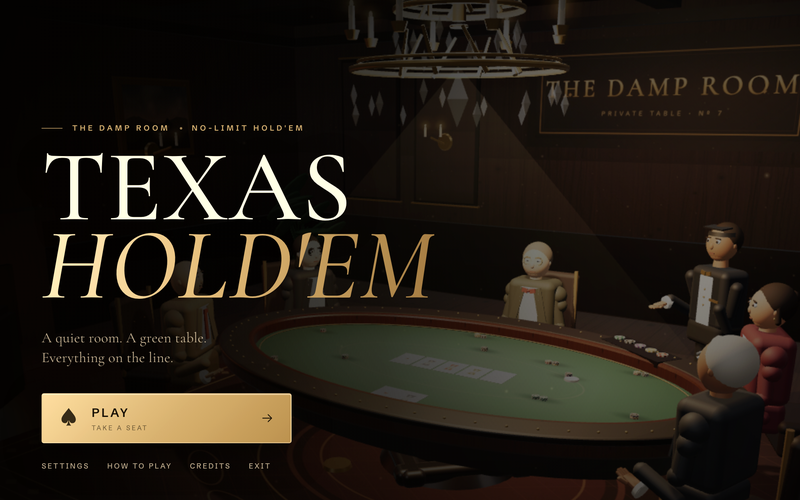 THE DAMP ROOM • NO-LIMIT HOLD'EM
THE DAMP ROOM
PRIVATE TABLE · Nº 7
TEXAS
HOLD'EM
A quiet room. A green table.
Everything on the line.
PLAY
TAKE A SEAT
SETTINGS HOW TO PLAY CREDITS EXIT